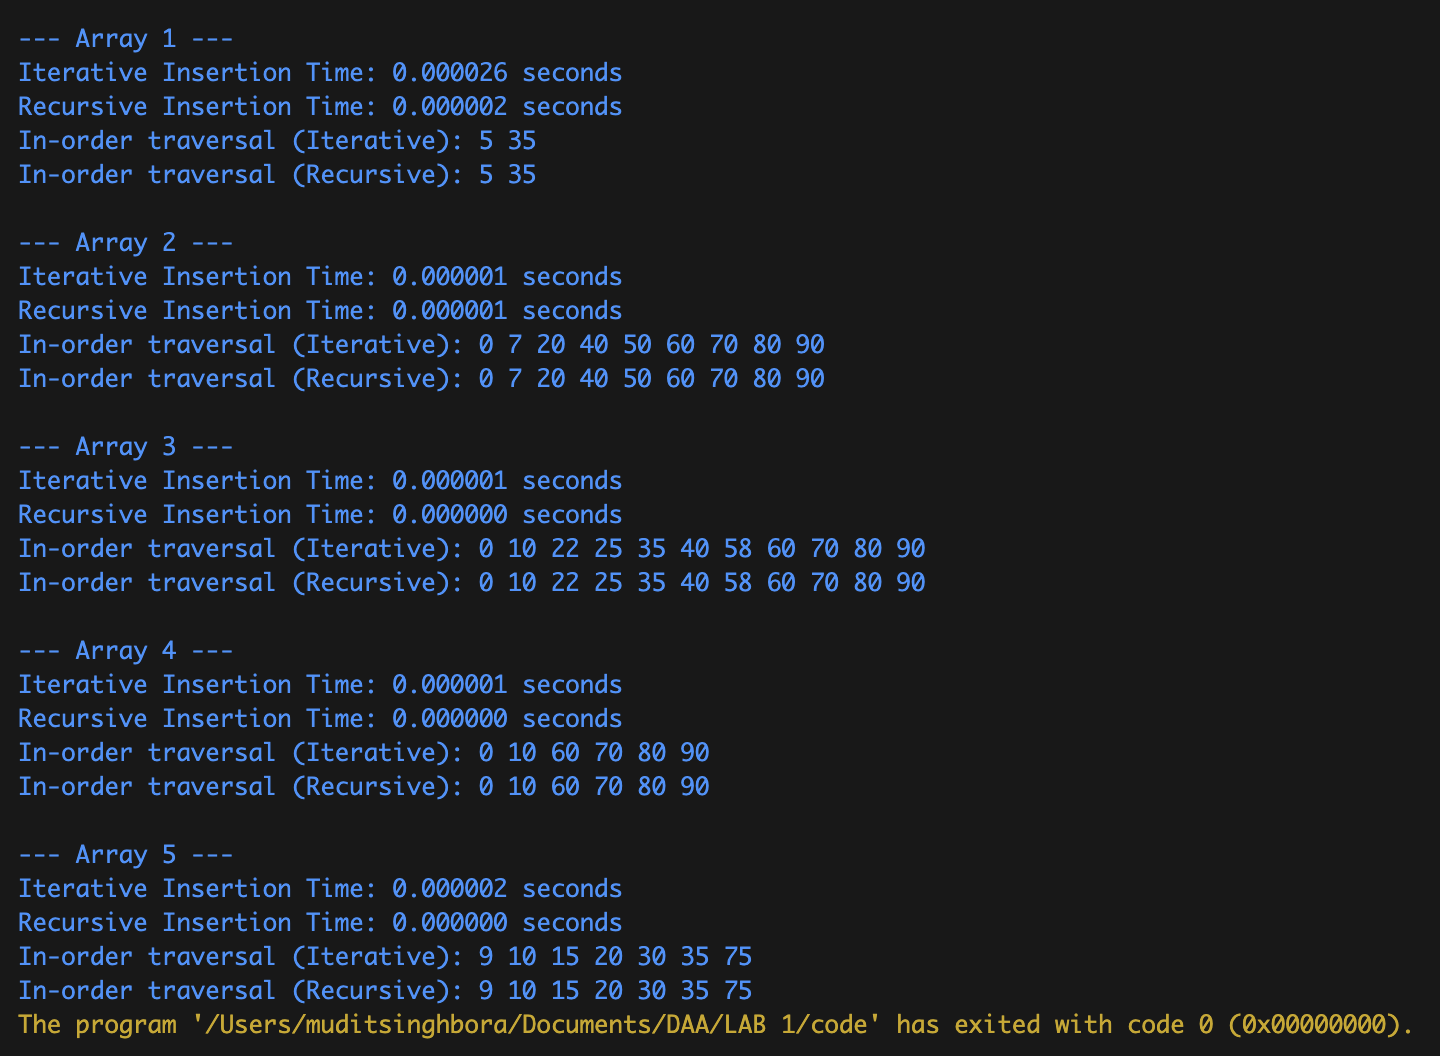 --- Array 1 ---
Iterative Insertion Time: 0.000026 seconds
Recursive Insertion Time: 0.000002 seconds
In-order traversal (Iterative): 5 35
In-order traversal (Recursive): 5 35
--- Array 2 ---
Iterative Insertion Time: 0.000001 seconds
Recursive Insertion Time: 0.000001 seconds
In-order traversal (Iterative): 0 7 20 40 50 60 70 80 90
In-order traversal (Recursive): 0 7 20 40 50 60 70 80 90
--- Array 3 ---
Iterative Insertion Time: 0.000001 seconds
Recursive Insertion Time: 0.000000 seconds
In-order traversal (Iterative): 0 10 22 25 35 40 58 60 70 80 90
In-order traversal (Recursive): 0 10 22 25 35 40 58 60 70 80 90
--- Array 4 ---
Iterative Insertion Time: 0.000001 seconds
Recursive Insertion Time: 0.000000 seconds
In-order traversal (Iterative): 0 10 60 70 80 90
In-order traversal (Recursive): 0 10 60 70 80 90
--- Array 5 ---
Iterative Insertion Time: 0.000002 seconds
Recursive Insertion Time: 0.000000 seconds
In-order traversal (Iterative): 9 10 15 20 30 35 75
In-order traversal (Recursive): 9 10 15 20 30 35 75
The program '/Users/muditsinghbora/Documents/DAA/LAB 1/code' has exited with code 0 (0x00000000).